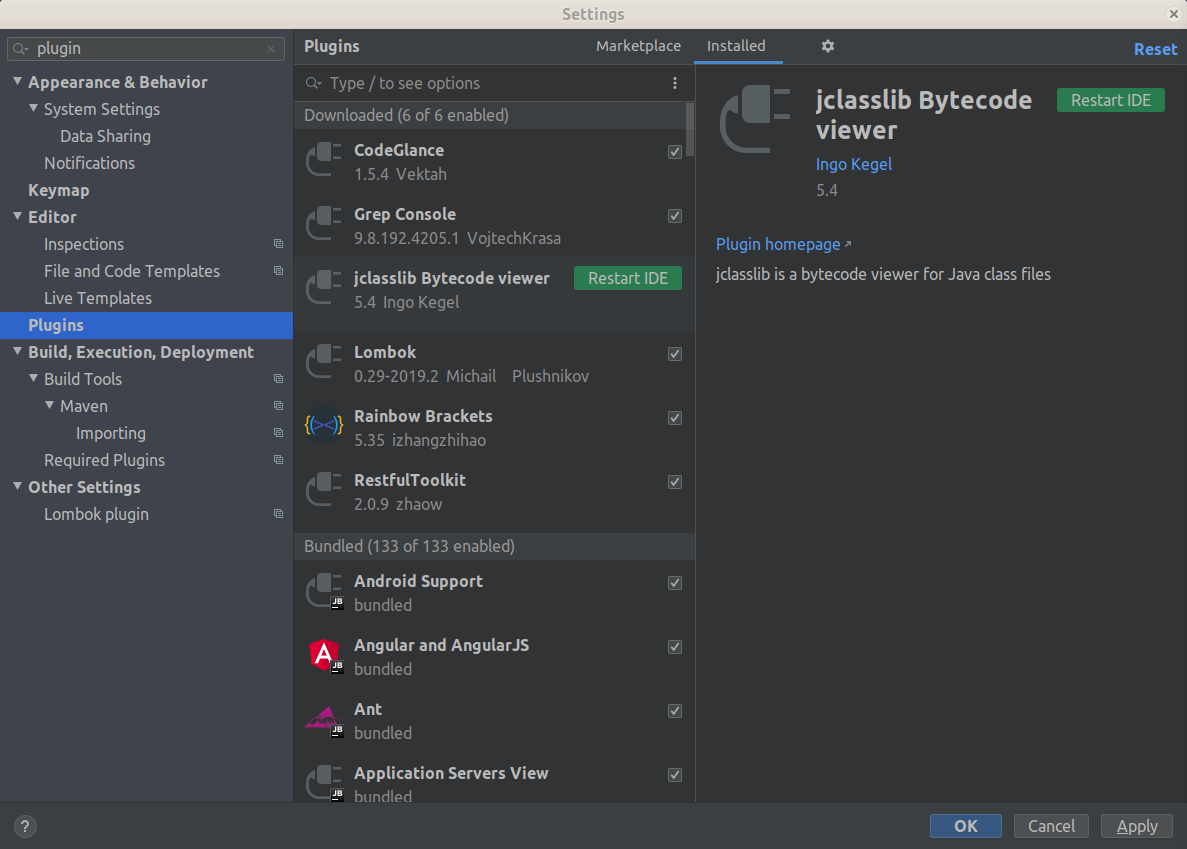 Settings
plugin
Appearance & Behavior
System Settings
Data Sharing
Notifications
Keymap
Editor
Inspections
File and Code Templates
Live Templates
Plugins
Build, Execution, Deployment
Build Tools
Maven
Importing
Required Plugins
Other Settings
Lombok plugin
Plugins
Marketplace
Installed
Reset
Type / to see options
Downloaded (6 of 6 enabled)
CodeGlance
1.5.4 Vektah
Grep Console
9.8.192.4205.1 VojtechKrasa
jclasslib Bytecode viewer
Restart IDE
5.4 Ingo Kegel
Lombok
0.29-2019.2 Michail Plushnikov
Rainbow Brackets
5.35 izhangzhihao
RestfulToolkit
2.0.9 zhaow
Bundled (133 of 133 enabled)
Android Support
JB
bundled
Angular and AngularJS
JB
bundled
Ant
JB
bundled
Application Servers View
JB
bundled
jclasslib Bytecode
viewer
Restart IDE
Ingo Kegel
5.4
Plugin homepage
jclasslib is a bytecode viewer for Java class files
?
OK
Cancel
Apply